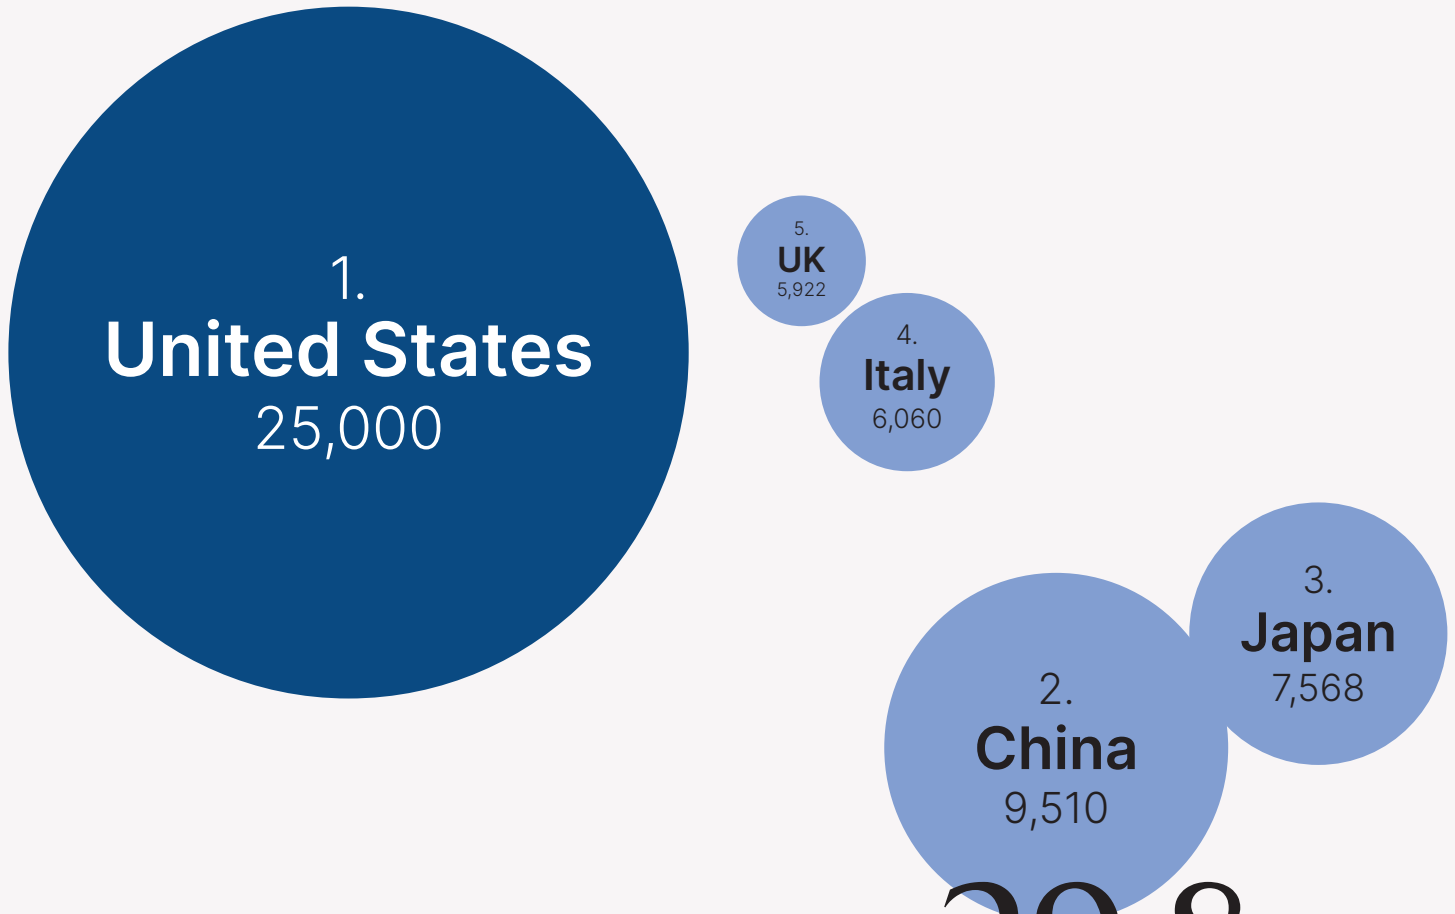 1.
United States
25,000
5.
UK
5,922
4.
Italy
6,060
3.
Japan
7,568
2.
China
9,510